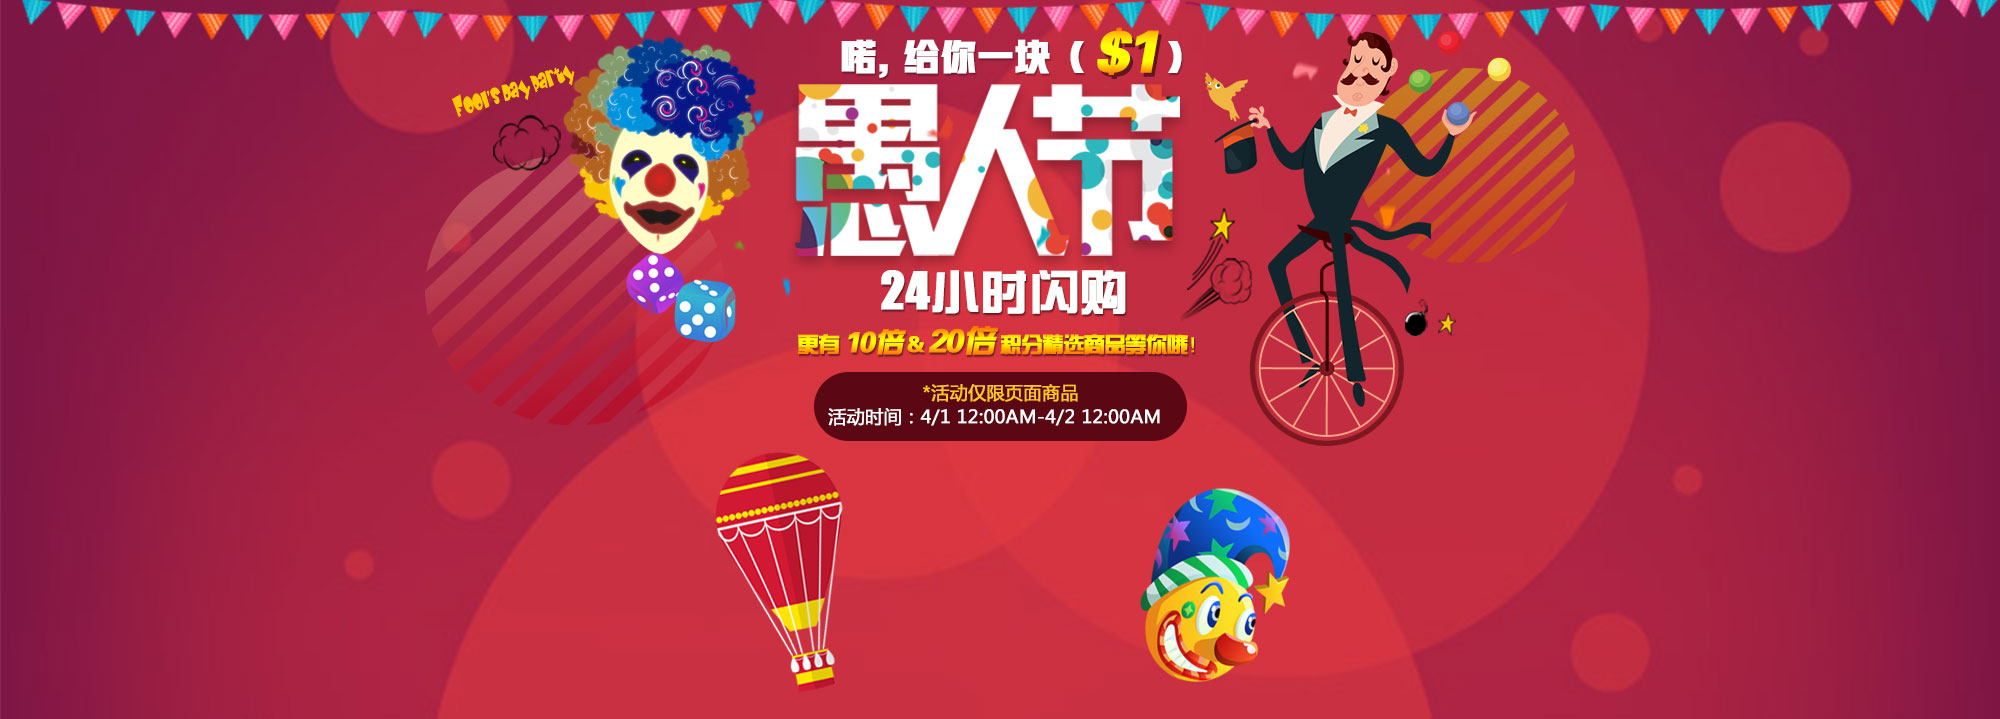 Fool's Day Party
喏，给你一块（$1）
愚人节
24小时闪购
更有 10倍 & 20倍 积分精选商品等你哦！
*活动仅限页面商品
活动时间：4/1 12:00AM-4/2 12:00AM